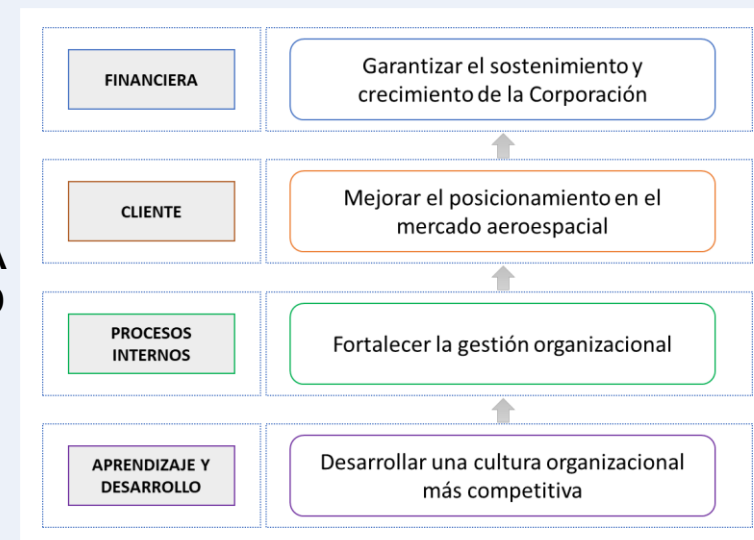 FINANCIERA
Garantizar el sostenimiento y
crecimiento de la Corporación
CLIENTE
Mejorar el posicionamiento en el
mercado aeroespacial
PROCESOS
INTERNOS
Fortalecer la gestión organizacional
APRENDIZAJE Y
DESARROLLO
Desarrollar una cultura organizacional
más competitiva